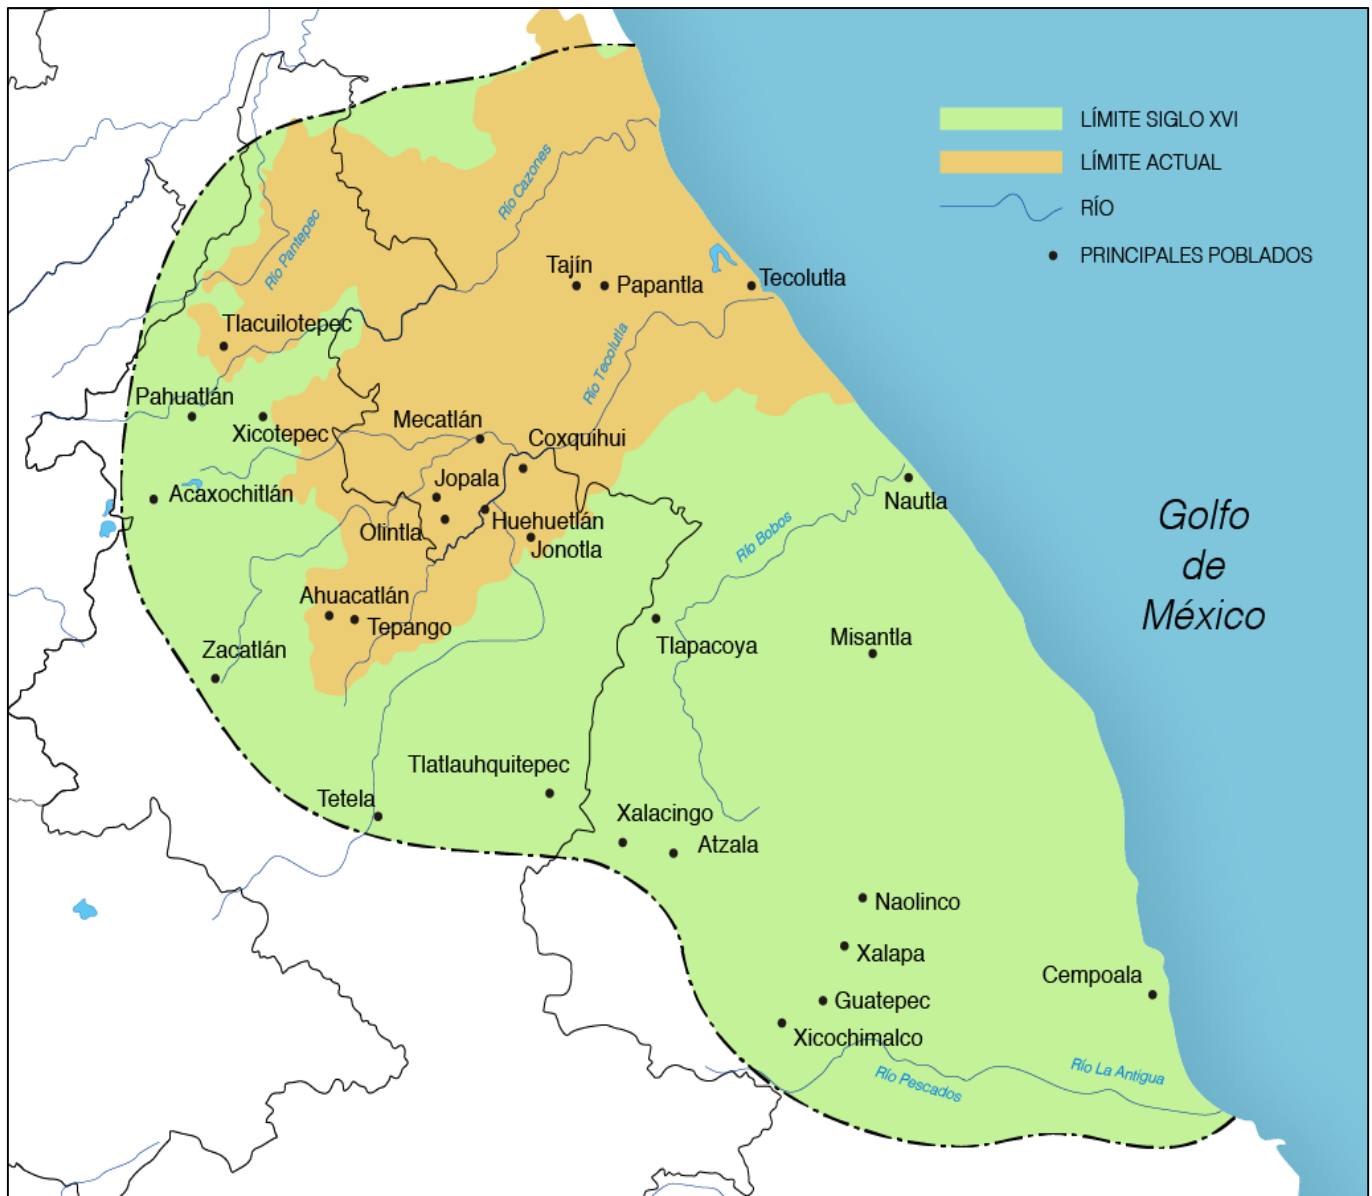 LÍMITE SIGLO XVI
LÍMITE ACTUAL
RÍO
PRINCIPALES POBLADOS
Río Cazones
Río Pantepec
Tajín
Papantla
Tecolutla
Tlacuilotepec
Río Tecolutla
Pahuatlán
Xicotepec
Mecatlán
Coxquihui
Jopala
Acaxochitlán
Nautla
Olintla
Huehuetlán
Jonotla
Río Bobos
Golfo
de
México
Ahuacatlán
Tepango
Tlapacoya
Misantla
Zacatlán
Tlatlauhquitepec
Tetela
Xalacingo
Atzala
Naolinco
Xalapa
Cempoala
Guatepec
Xicochimalco
Río Pescados
Río La Antigua